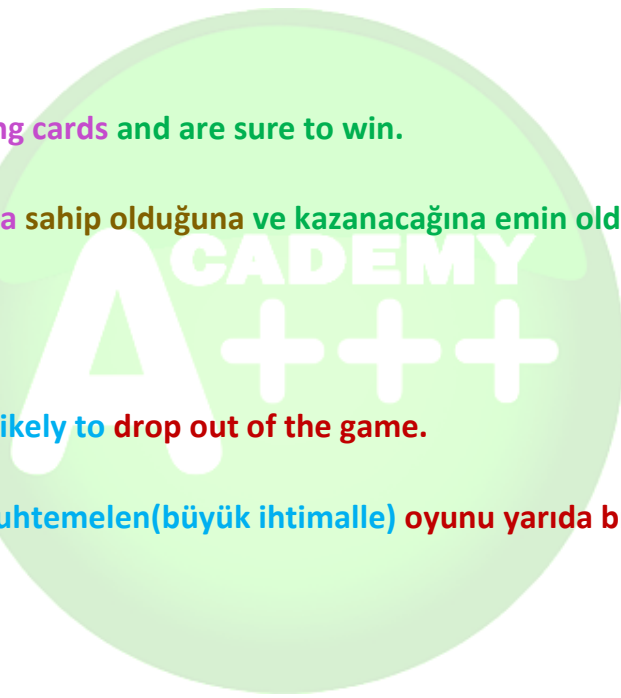 ng cards and are sure to win.
a sahip olduğuna ve kazanacağına emin old
ACADEMY
A+++
ikely to drop out of the game.
uhtemelen(büyük ihtimalle) oyunu yarıda b